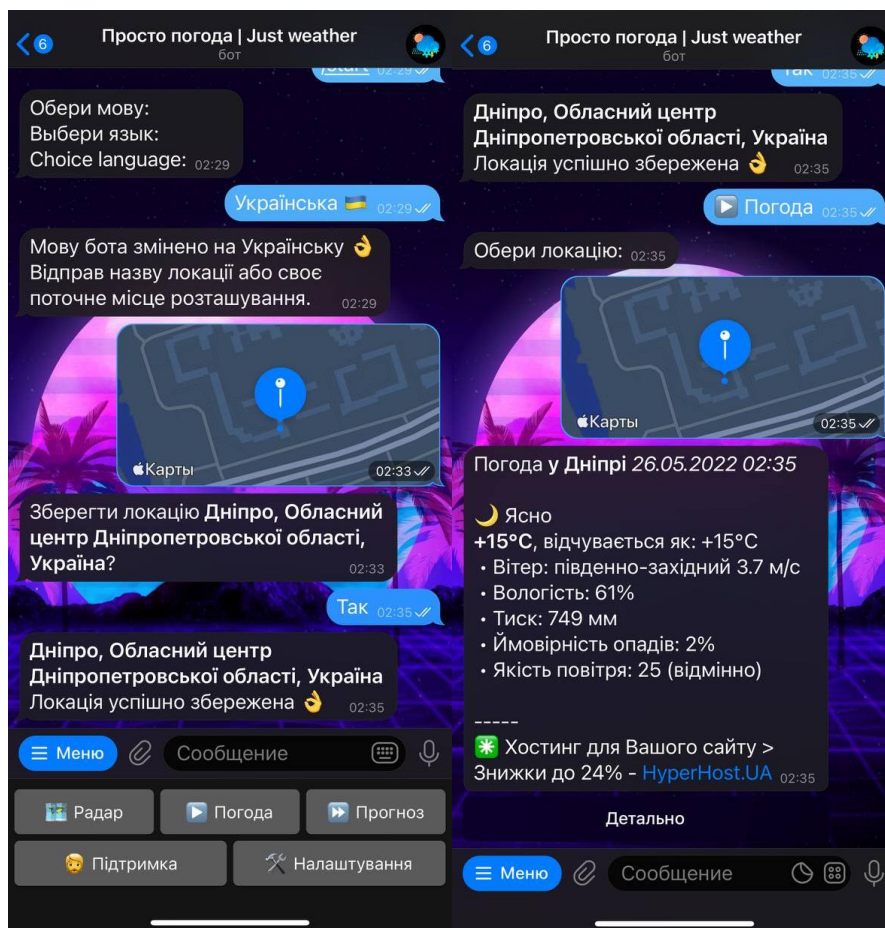 6
Просто погода | Just weather
бот
/start 02:29
Обери мову:
Выбери язык:
Choice language: 02:29
Українська 02:29
Мову бота змінено на Українську 👌
Відправ назву локації або своє
поточне місце розташування. 02:29
Карты
02:33
Зберегти локацію Дніпро, Обласний
центр Дніпропетровської області,
Україна? 02:33
Так 02:35
Дніпро, Обласний центр
Дніпропетровської області, Україна
Локація успішно збережена 👌 02:35
Меню
Сообщение
Радар
Погода
Прогноз
Підтримка
Налаштування
6
Просто погода | Just weather
бот
Так 02:35
Дніпро, Обласний центр
Дніпропетровської області, Україна
Локація успішно збережена 👌 02:35
Погода 02:35
Обери локацію: 02:35
Карты
02:35
Погода у Дніпрі 26.05.2022 02:35
🌙 Ясно
+15°C, відчувається як: +15°C
• Вітер: південно-західний 3.7 м/с
• Вологість: 61%
• Тиск: 749 мм
• Ймовірність опадів: 2%
• Якість повітря: 25 (відмінно)
-----
✳️ Хостинг для Вашого сайту >
Знижки до 24% - HyperHost.UA 02:35
Детально
Меню
Сообщение